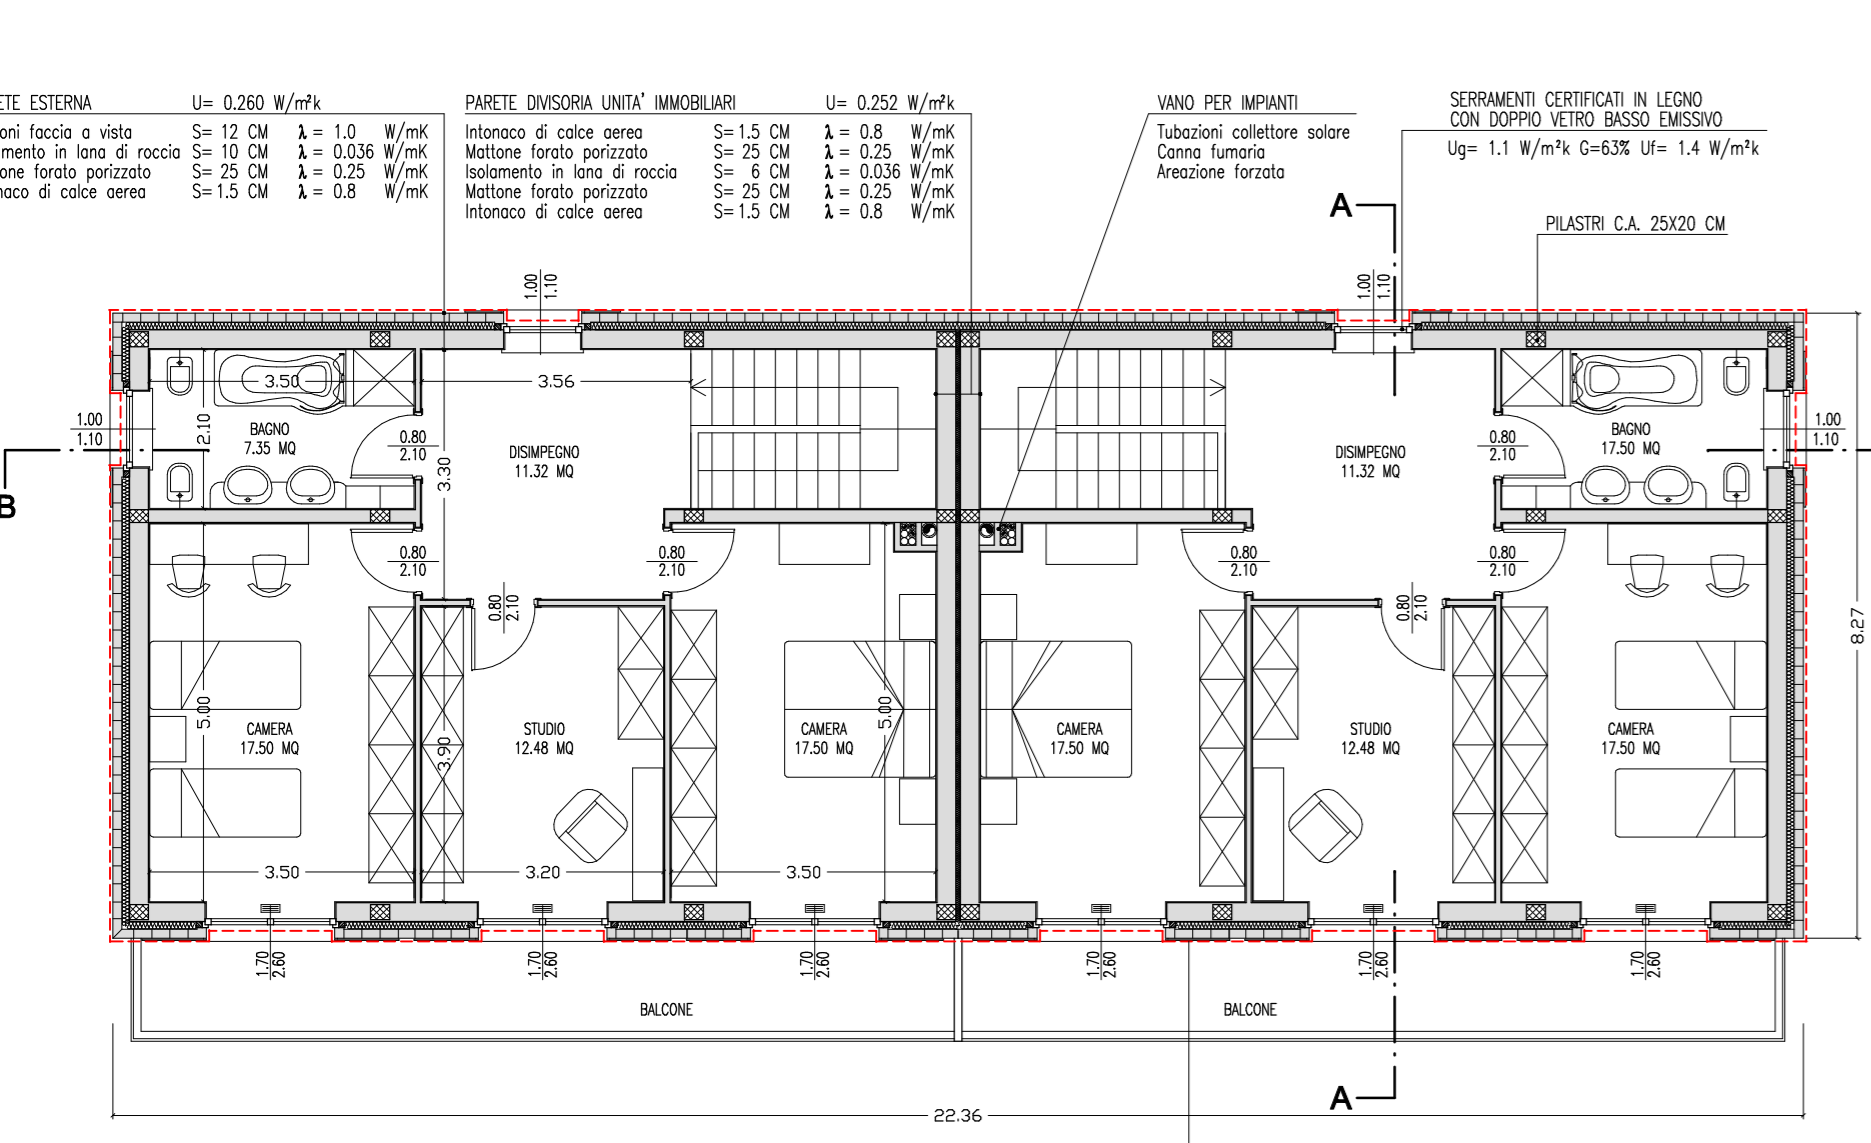 ETE ESTERNA U= 0.260 W/m²k
oni faccia a vista S= 12 CM λ = 1.0 W/mK
mento in lana di roccia S= 10 CM λ = 0.036 W/mK
one forato porizzato S= 25 CM λ = 0.25 W/mK
naco di calce aerea S=1.5 CM λ = 0.8 W/mK
PARETE DIVISORIA UNITA' IMMOBILIARI U= 0.252 W/m²k
Intonaco di calce aerea S=1.5 CM λ = 0.8 W/mK
Mattone forato porizzato S= 25 CM λ = 0.25 W/mK
Isolamento in lana di roccia S= 6 CM λ = 0.036 W/mK
Mattone forato porizzato S= 25 CM λ = 0.25 W/mK
Intonaco di calce aerea S=1.5 CM λ = 0.8 W/mK
VANO PER IMPIANTI
Tubazioni collettore solare
Canna fumaria
Areazione forzata
SERRAMENTI CERTIFICATI IN LEGNO
CON DOPPIO VETRO BASSO EMISSIVO
Ug= 1.1 W/m²k G=63% Uf= 1.4 W/m²k
A
PILASTRI C.A. 25X20 CM
1.00
1.10
1.00
1.10
3.50
3.56
1.00
1.10
2.10
BAGNO
7.35 MQ
0.80
2.10
3.30
DISIMPEGNO
11.32 MQ
DISIMPEGNO
11.32 MQ
0.80
2.10
BAGNO
17.50 MQ
1.00
1.10
B
0.80
2.10
0.80
2.10
0.80
2.10
0.80
2.10
0.80
2.10
0.80
2.10
8.27
5.00
CAMERA
17.50 MQ
3.90
STUDIO
12.48 MQ
CAMERA
17.50 MQ
5.00
CAMERA
17.50 MQ
STUDIO
12.48 MQ
CAMERA
17.50 MQ
3.50
3.20
3.50
1.70
2.60
1.70
2.60
1.70
2.60
1.70
2.60
1.70
2.60
1.70
2.60
BALCONE
BALCONE
A
22.36